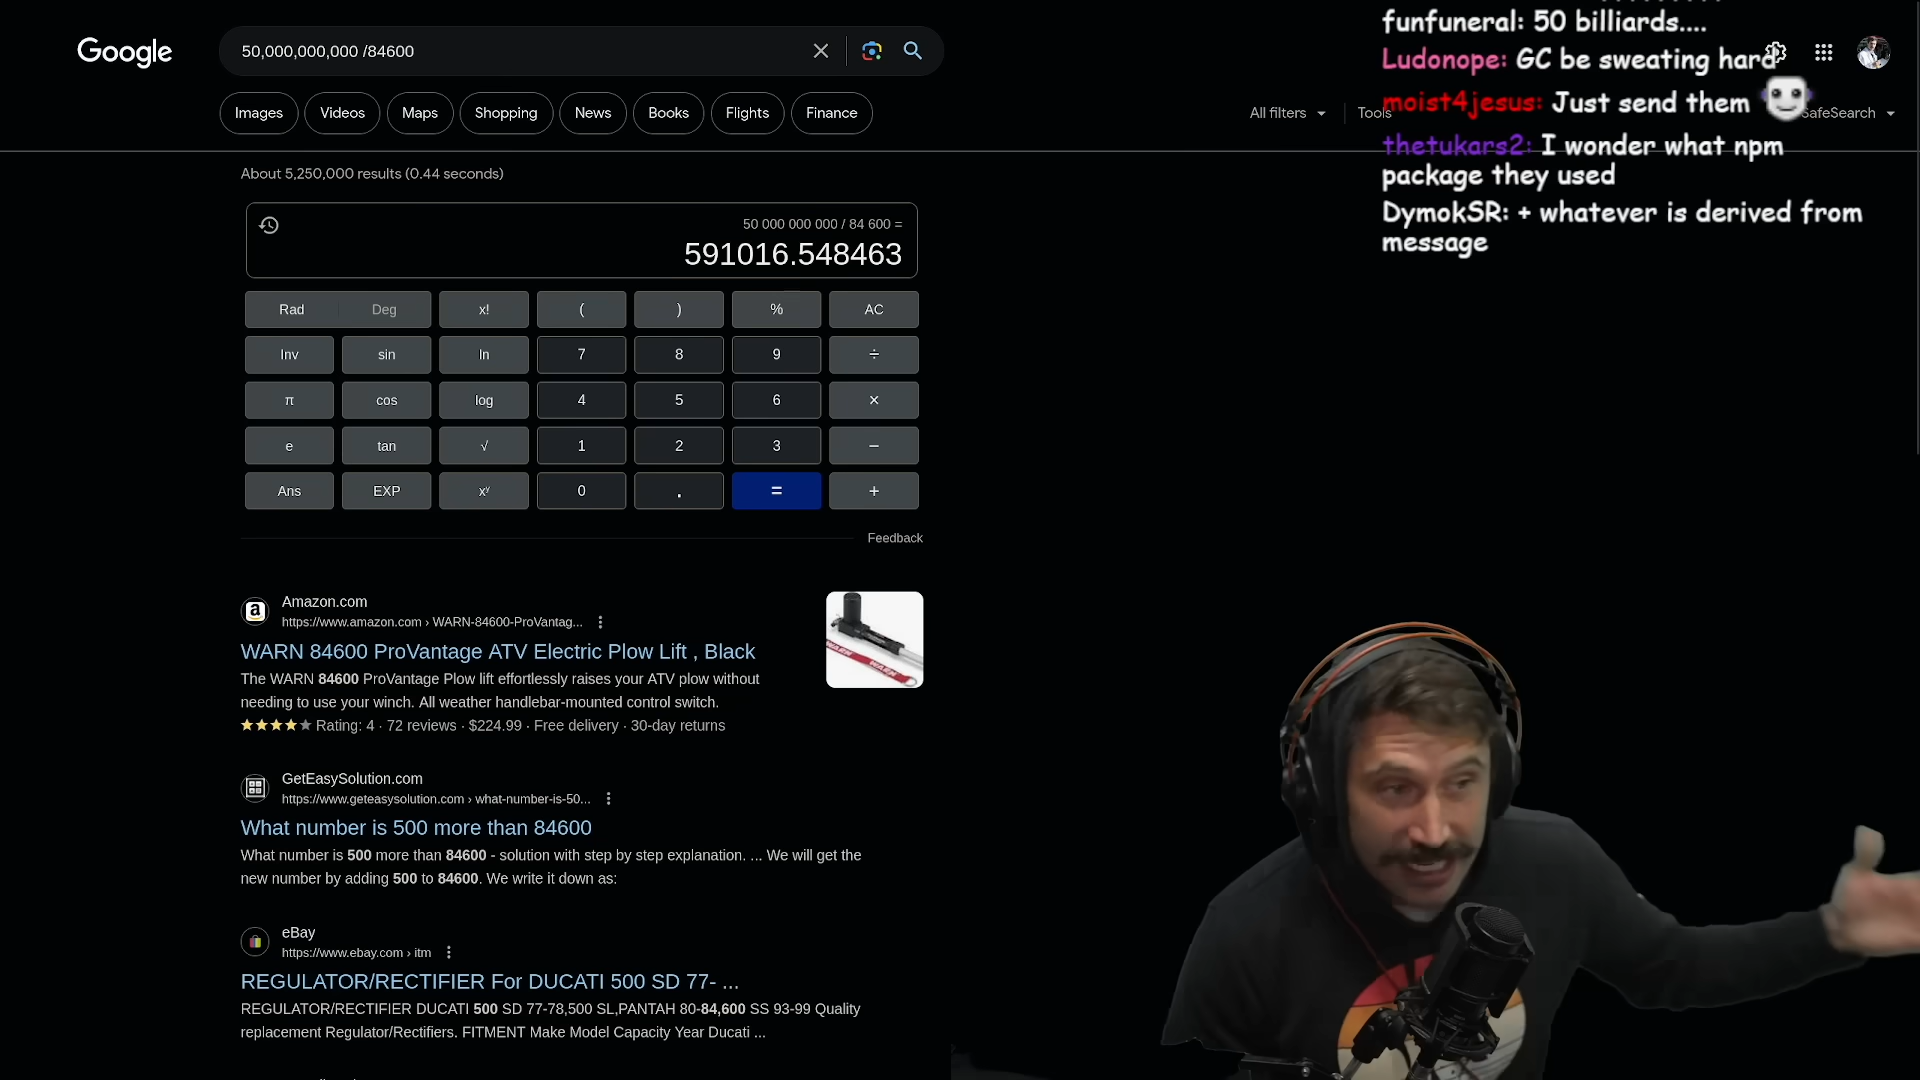 Google
50,000,000,000 /84600
Images
Videos
Maps
Shopping
News
Books
Flights
Finance
All filters
Tools
SafeSearch
funfuneral: 50 billiards....
Ludonope: GC be sweating hard
moist4jesus: Just send them
thetukars2: I wonder what npm
package they used
DymokSR: + whatever is derived from
message
About 5,250,000 results (0.44 seconds)
50 000 000 000 / 84 600 =
591016.548463
Rad Deg x! ( ) % AC
Inv sin ln 7 8 9 ÷
π cos log 4 5 6 ×
e tan √ 1 2 3 −
Ans EXP xʸ 0 . = +
Feedback
Amazon.com
https://www.amazon.com › WARN-84600-ProVantag...
WARN 84600 ProVantage ATV Electric Plow Lift , Black
The WARN 84600 ProVantage Plow lift effortlessly raises your ATV plow without
needing to use your winch. All weather handlebar-mounted control switch.
Rating: 4 · 72 reviews · $224.99 · Free delivery · 30-day returns
WARN
GetEasySolution.com
https://www.geteasysolution.com › what-number-is-50...
What number is 500 more than 84600
What number is 500 more than 84600 - solution with step by step explanation. ... We will get the
new number by adding 500 to 84600. We write it down as:
eBay
https://www.ebay.com › itm
REGULATOR/RECTIFIER For DUCATI 500 SD 77- ...
REGULATOR/RECTIFIER DUCATI 500 SD 77-78,500 SL,PANTAH 80-84,600 SS 93-99 Quality
replacement Regulator/Rectifiers. FITMENT Make Model Capacity Year Ducati ...